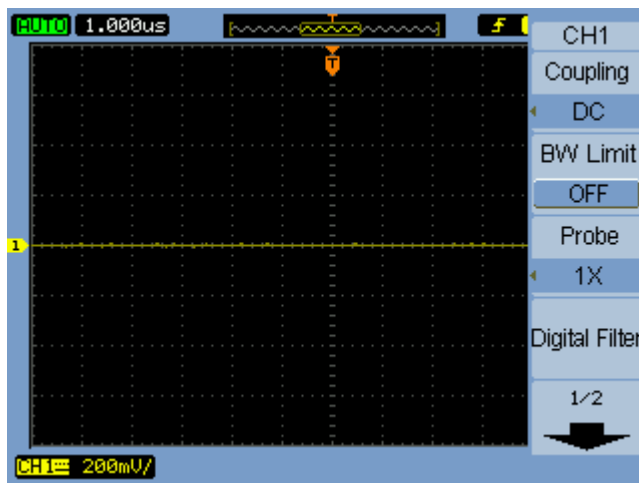 AUTO 1.000us
T
1
CH1 200mV/
CH1
Coupling
DC
BW Limit
OFF
Probe
1X
Digital Filter
1/2